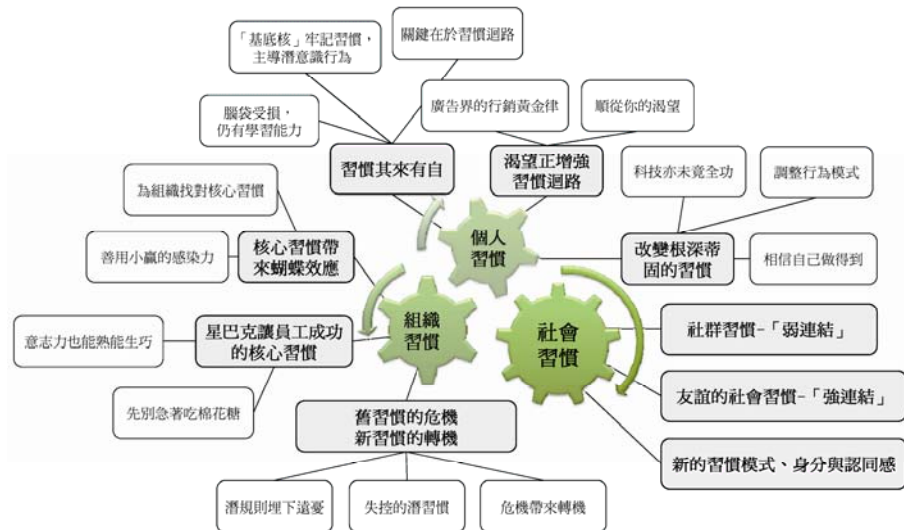 「基底核」牢記習慣，
主導潛意識行為
關鍵在於習慣迴路
腦袋受損，
仍有學習能力
習慣其來有自
廣告界的行銷黃金律
順從你的渴望
渴望正增強
習慣迴路
科技亦未竟全功
調整行為模式
改變根深蒂
固的習慣
相信自己做得到
個人
習慣
為組織找對核心習慣
善用小贏的感染力
核心習慣帶
來蝴蝶效應
組織
習慣
意志力也能熟能生巧
星巴克讓員工成功
的核心習慣
先別急著吃棉花糖
舊習慣的危機
新習慣的轉機
潛規則埋下遠憂
失控的潛習慣
危機帶來轉機
社會
習慣
社群習慣-「弱連結」
友誼的社會習慣-「強連結」
新的習慣模式、身分與認同感